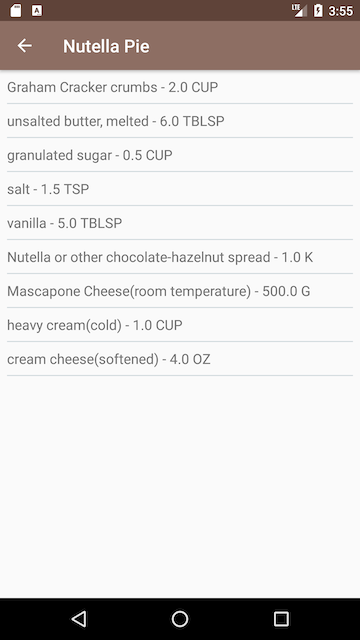 LTE 3:55
A
Nutella Pie
Graham Cracker crumbs - 2.0 CUP
unsalted butter, melted - 6.0 TBLSP
granulated sugar - 0.5 CUP
salt - 1.5 TSP
vanilla - 5.0 TBLSP
Nutella or other chocolate-hazelnut spread - 1.0 K
Mascapone Cheese(room temperature) - 500.0 G
heavy cream(cold) - 1.0 CUP
cream cheese(softened) - 4.0 OZ